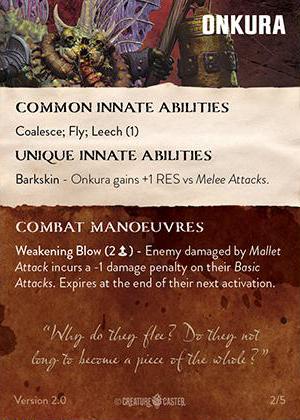 ONKURA
COMMON INNATE ABILITIES
Coalesce; Fly; Leech (1)
UNIQUE INNATE ABILITIES
Barkskin - Onkura gains +1 RES vs Melee Attacks.
COMBAT MANOEUVRES
Weakening Blow (2) - Enemy damaged by Mallet
Attack incurs a -1 damage penalty on their Basic
Attacks. Expires at the end of their next activation.
“Why do they flee? Do they not
long to become a piece of the whole?”
Version 2.0 © CREATURE CASTER 2/5